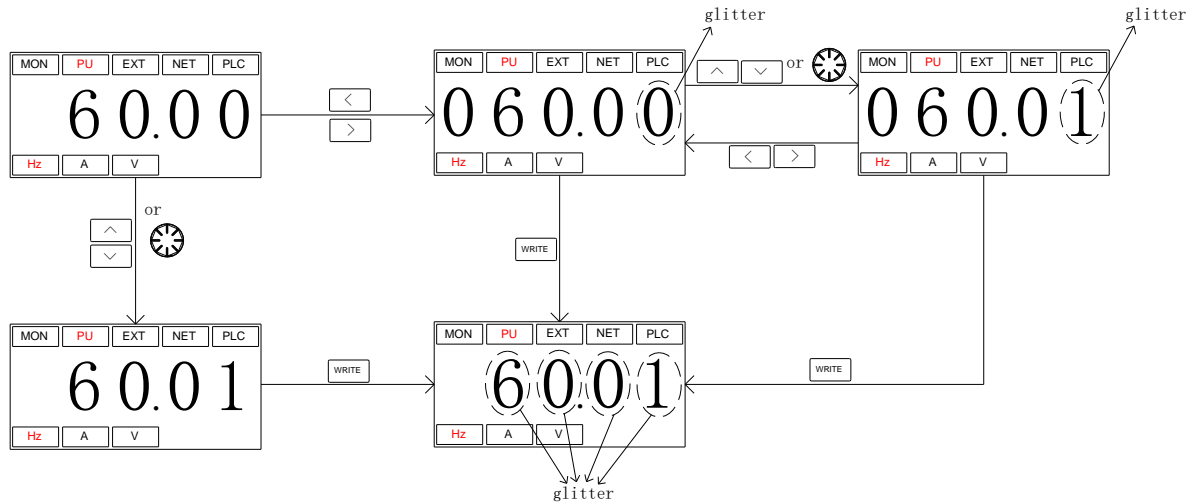 glitter
glitter
MON PU EXT NET PLC
60.00
Hz A V
< >
MON PU EXT NET PLC
060.00
Hz A V
or
< >
MON PU EXT NET PLC
060.01
Hz A V
or
WRITE
MON PU EXT NET PLC
60.01
Hz A V
WRITE
MON PU EXT NET PLC
60.01
Hz A V
WRITE
glitter